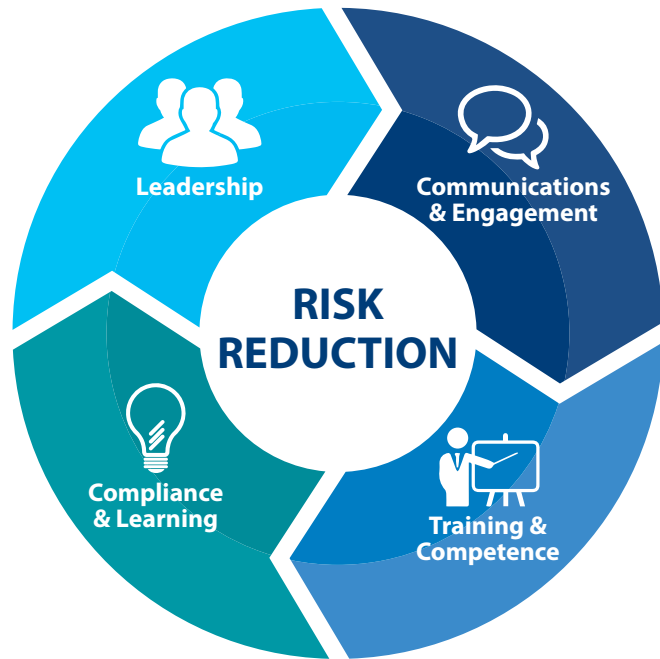 Leadership
Communications
& Engagement
RISK
REDUCTION
Compliance
& Learning
Training &
Competence